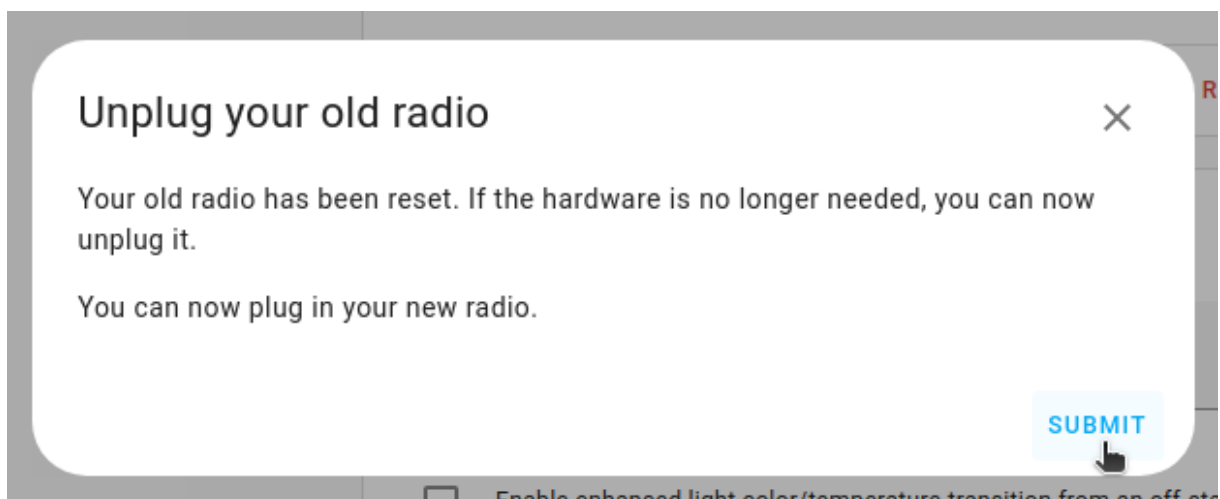 Unplug your old radio
R
Your old radio has been reset. If the hardware is no longer needed, you can now
unplug it.
You can now plug in your new radio.
SUBMIT